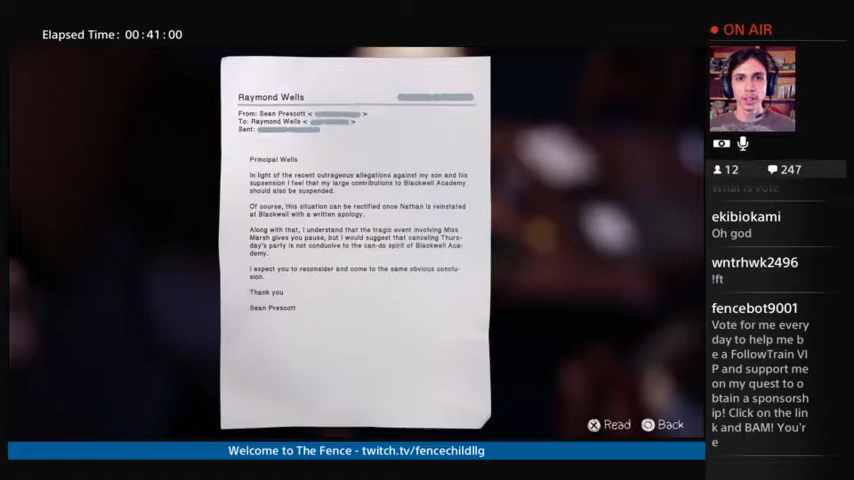 Elapsed Time: 00:41:00
ON AIR
Raymond Wells
From: Sean Prescott < >
To: Raymond Wells < >
Sent:
Principal Wells
In light of the recent outrageous allegations against my son and his
suspension I feel that my large contributions to Blackwell Academy
should also be suspended.
Of course, this situation can be rectified once Nathan is reinstated
at Blackwell with a written apology.
Along with that, I understand that the tragic event involving Miss
Marsh gives you pause, but I would suggest that canceling Thurs-
day's party is not conducive to the can-do spirit of Blackwell Aca-
demy.
I expect you to reconsider and come to the same obvious conclu-
sion.
Thank you
Sean Prescott
X Read
Back
Welcome to The Fence - twitch.tv/fencechildllg
12
247
What is vote
ekibiokami
Oh god
wntrhwk2496
!ft
fencebot9001
Vote for me every
day to help me b
e a FollowTrain VI
P and support me
on my quest to o
btain a sponsorsh
ip! Click on the lin
k and BAM! You'r
e